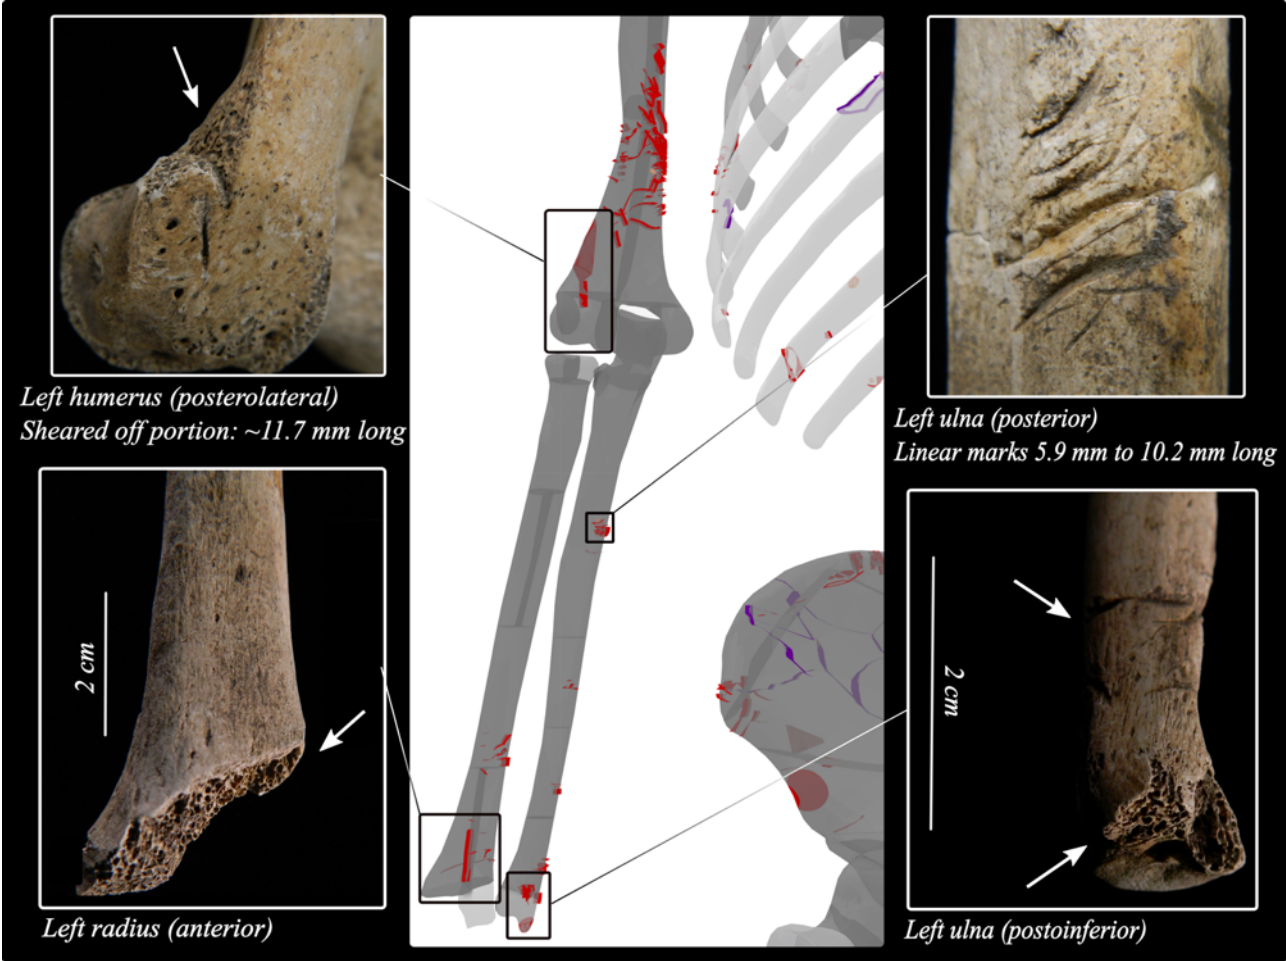 Left humerus (posterolateral)
Sheared off portion: ~11.7 mm long
Left ulna (posterior)
Linear marks 5.9 mm to 10.2 mm long
2 cm
Left radius (anterior)
2 cm
Left ulna (postoinferior)